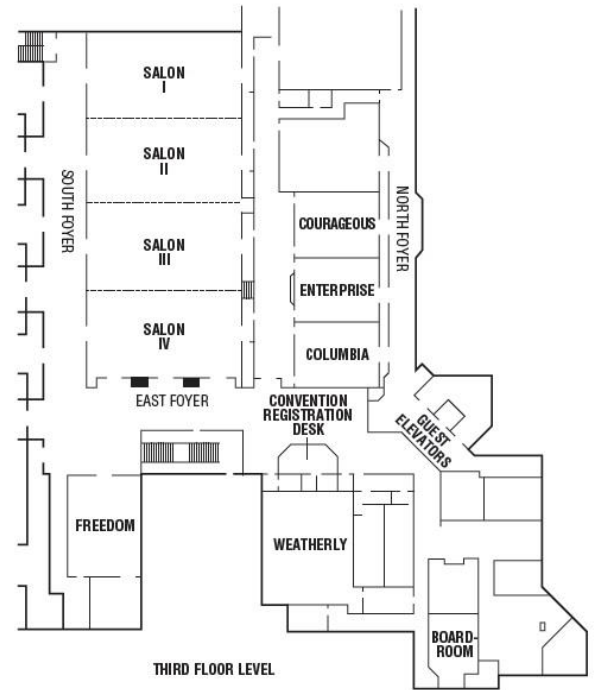 SALON
I
SALON
II
SOUTH FOYER
NORTH FOYER
COURAGEOUS
SALON
III
ENTERPRISE
SALON
IV
COLUMBIA
EAST FOYER
CONVENTION
REGISTRATION
DESK
GUEST
ELEVATORS
FREEDOM
WEATHERLY
BOARD-
ROOM
THIRD FLOOR LEVEL